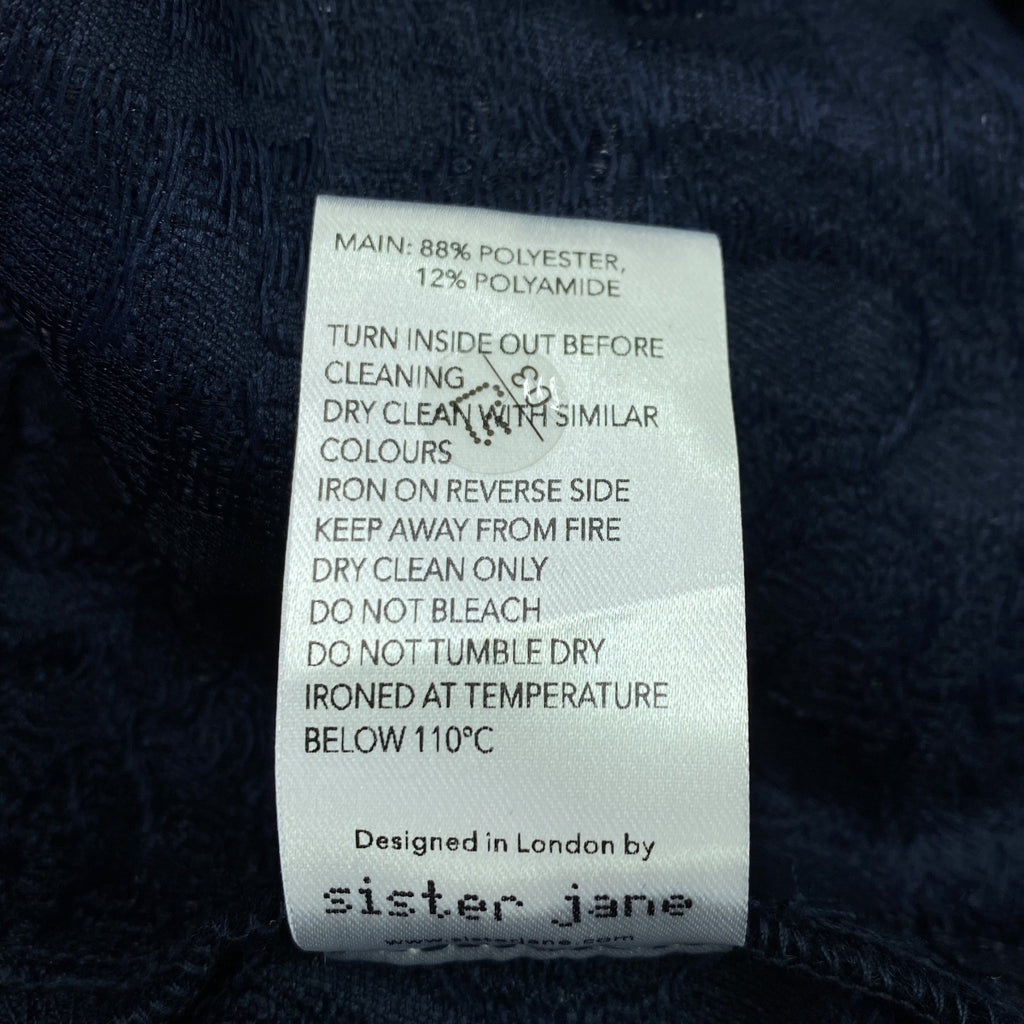 MAIN: 88% POLYESTER,
12% POLYAMIDE
TURN INSIDE OUT BEFORE
CLEANING
DRY CLEAN WITH SIMILAR
COLOURS
IRON ON REVERSE SIDE
KEEP AWAY FROM FIRE
DRY CLEAN ONLY
DO NOT BLEACH
DO NOT TUMBLE DRY
IRONED AT TEMPERATURE
BELOW 110°C
Designed in London by
sister jane